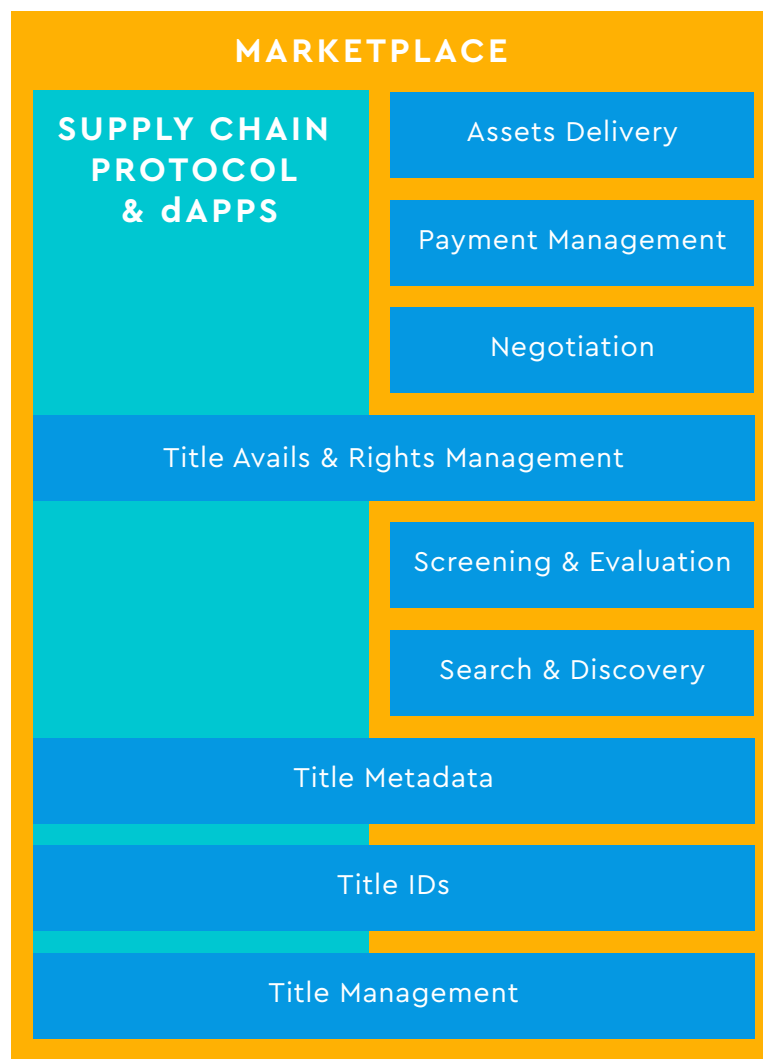 MARKETPLACE
SUPPLY CHAIN
PROTOCOL
& dAPPS
Assets Delivery
Payment Management
Negotiation
Title Avails & Rights Management
Screening & Evaluation
Search & Discovery
Title Metadata
Title IDs
Title Management